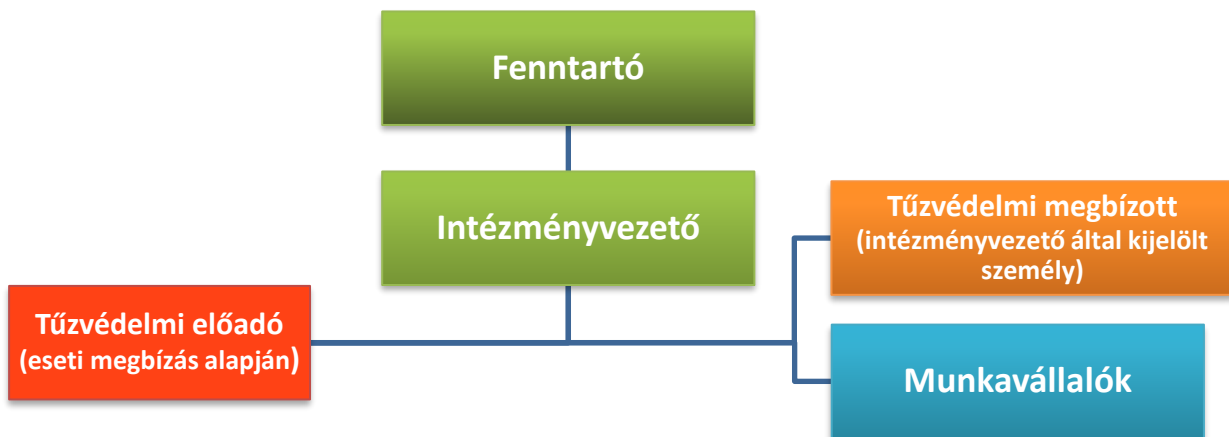 Fenntartó
Intézményvezető
Tűzvédelmi megbízott
(intézményvezető által kijelölt
személy)
Tűzvédelmi előadó
(eseti megbízás alapján)
Munkavállalók